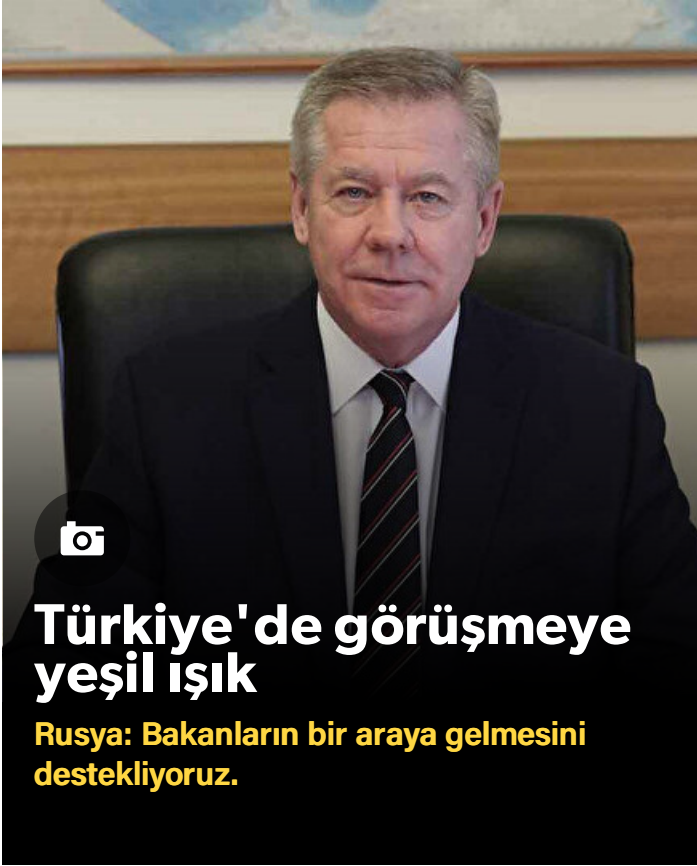 Türkiye'de görüşmeye
yeşil ışık
Rusya: Bakanların bir araya gelmesini
destekliyoruz.